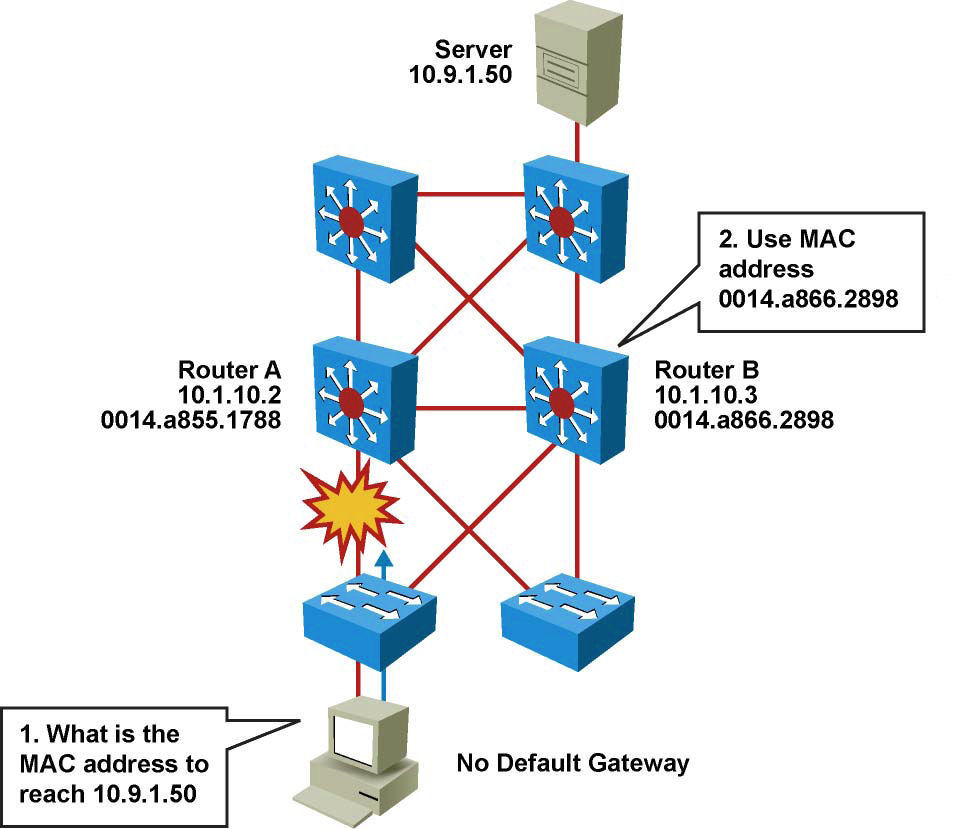 Server
10.9.1.50
2. Use MAC
address
0014.a866.2898
Router A
10.1.10.2
0014.a855.1788
Router B
10.1.10.3
0014.a866.2898
1. What is the
MAC address to
reach 10.9.1.50
No Default Gateway